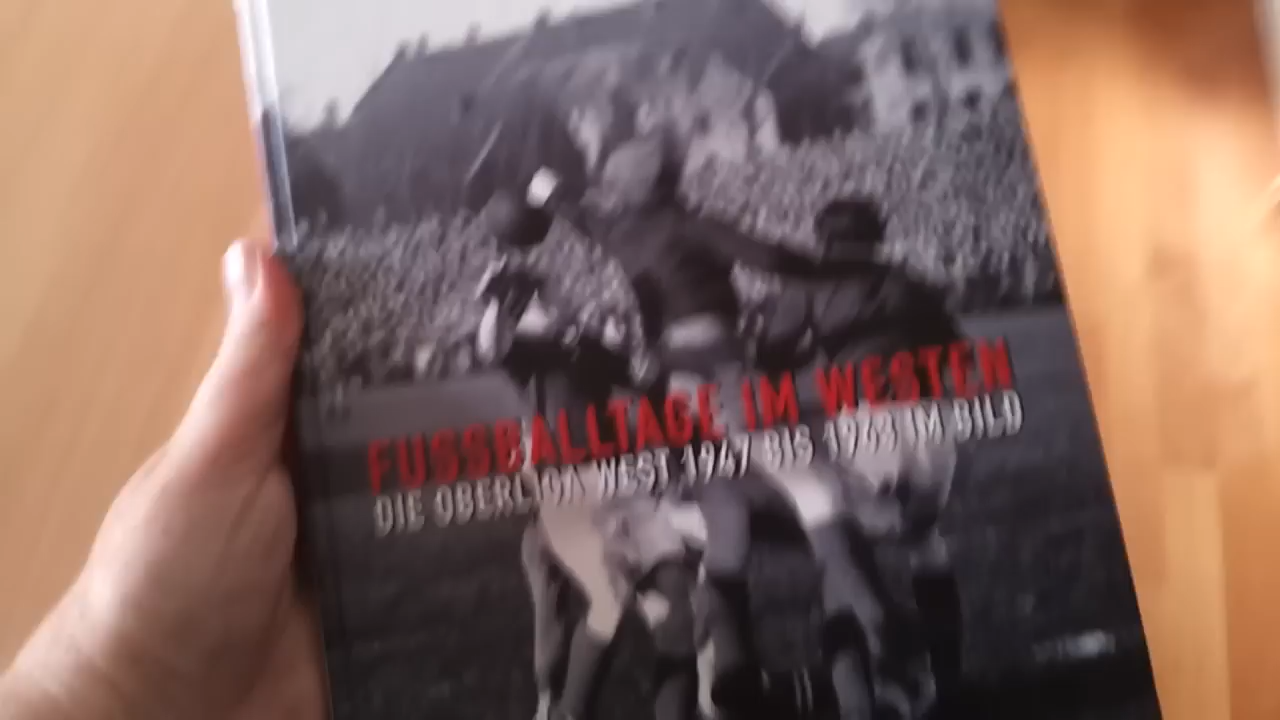 FUSSBALLTAGE IM WESTEN
DIE OBERLIGA WEST 1947 BIS 1963 IM BILD